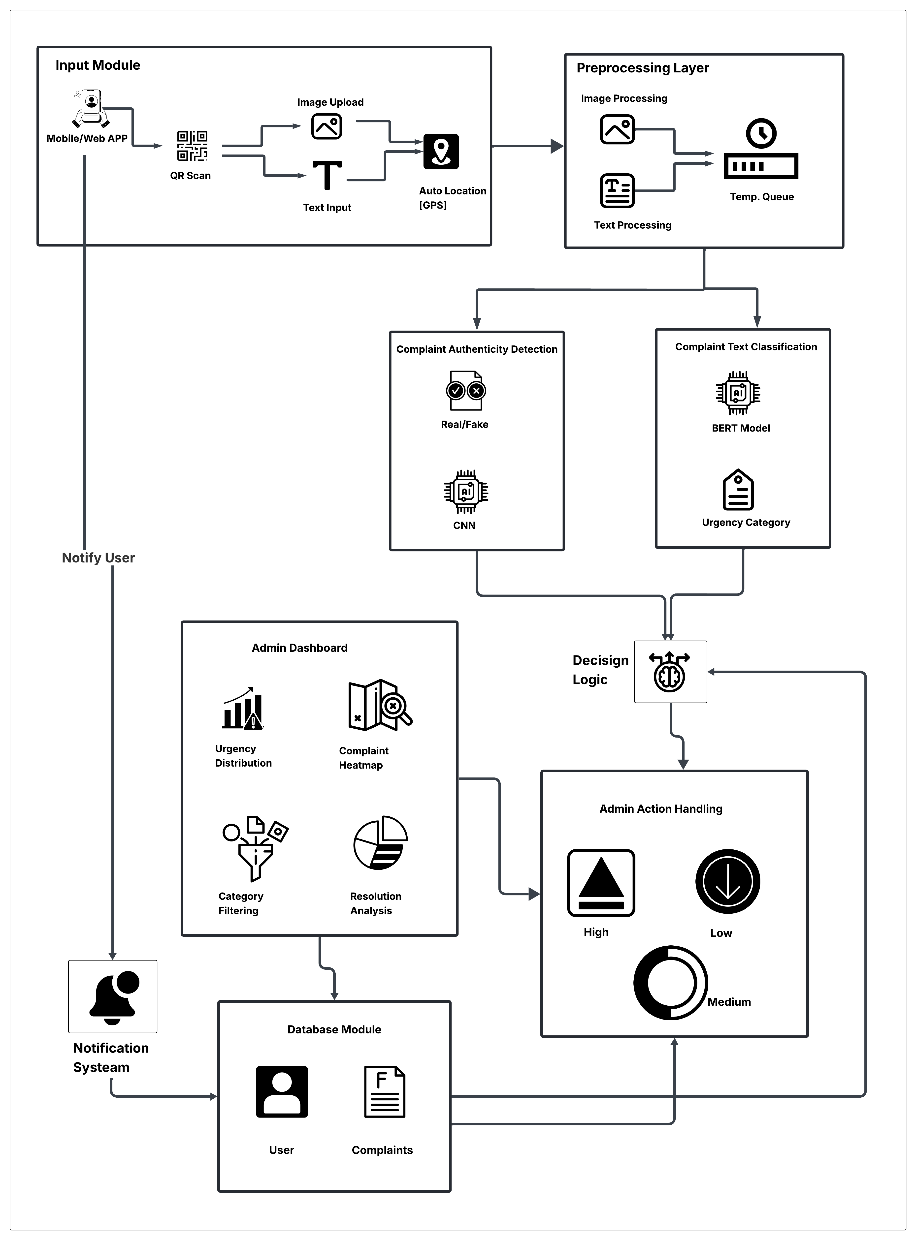 Input Module
Mobile/Web APP
QR Scan
Image Upload
Text Input
Auto Location
[GPS]
Preprocessing Layer
Image Processing
Text Processing
Temp. Queue
Complaint Authenticity Detection
Real/Fake
CNN
Complaint Text Classification
AI
BERT Model
AI
Urgency Category
Notify User
Decisign
Logic
Admin Dashboard
Urgency
Distribution
Complaint
Heatmap
Category
Filtering
Resolution
Analysis
Admin Action Handling
High
Low
Medium
Notification
Systeam
Database Module
User
F
Complaints